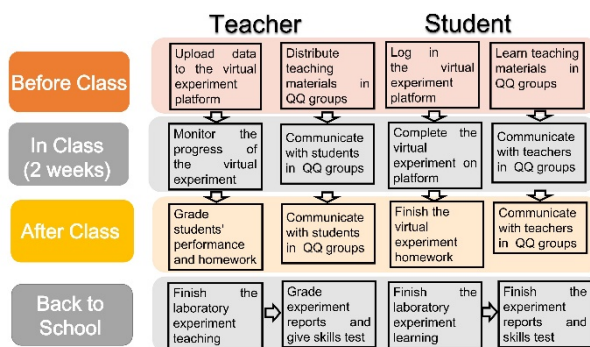 Teacher
Student
Before Class
Upload data
to the virtual
experiment
platform
Distribute
teaching
materials in
QQ groups
Log in
the virtual
experiment
platform
Learn teaching
materials in
QQ groups
In Class
(2 weeks)
Monitor the
progress of
the virtual
experiment
Communicate
with students
in QQ groups
Complete the
virtual
experiment on
platform
Communicate
with teachers
in QQ groups
After Class
Grade
students'
performance
and homework
Communicate
with students
in QQ groups
Finish the
virtual
experiment
homework
Communicate
with teachers
in QQ groups
Back to
School
Finish the
laboratory
experiment
teaching
Grade
experiment
reports and
give skills test
Finish the
laboratory
experiment
learning
Finish the
experiment
reports and
skills test